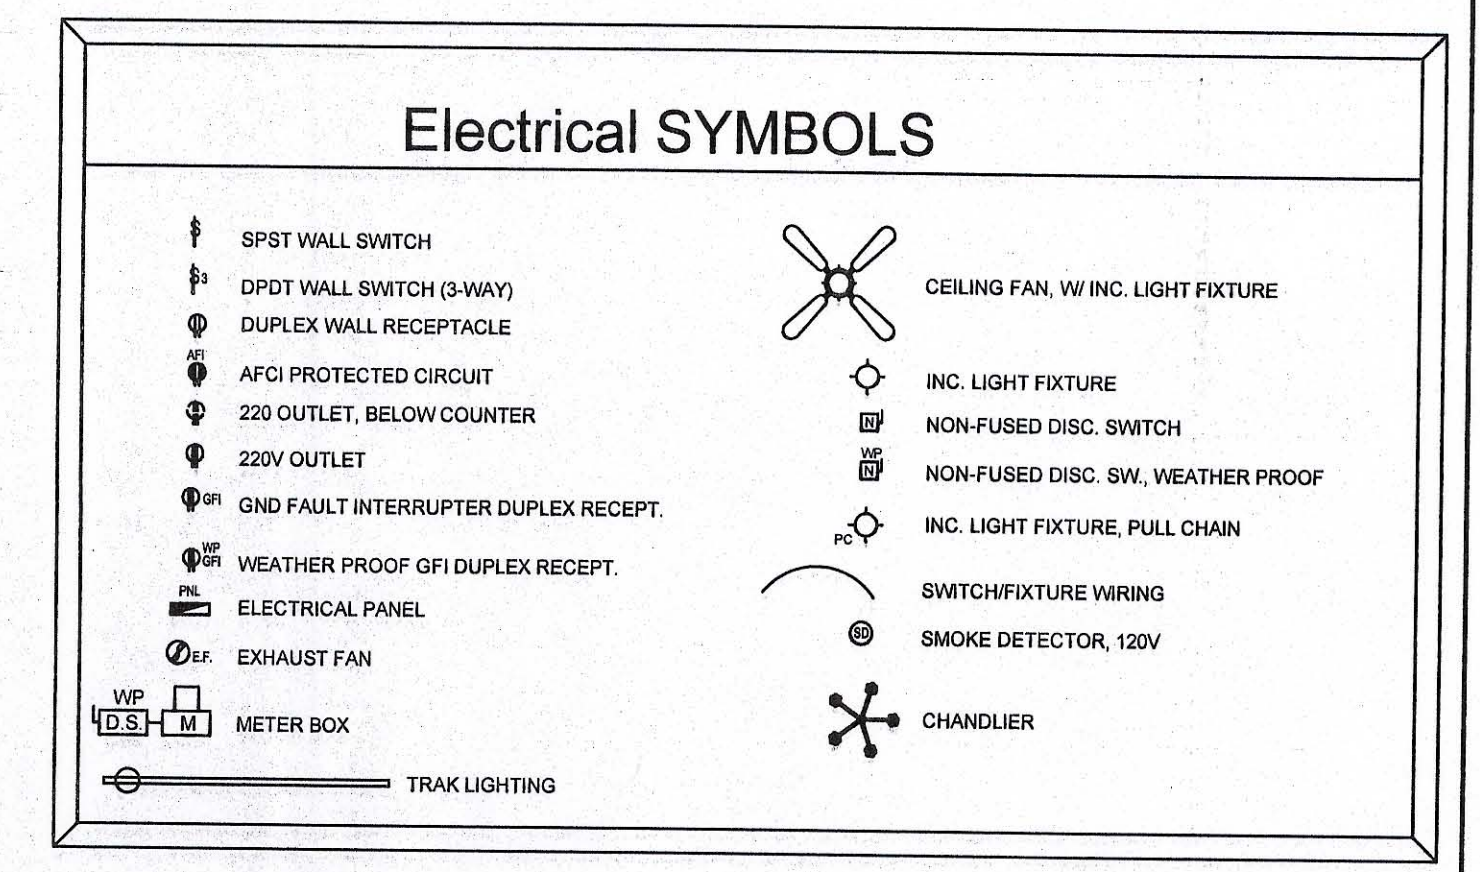 Electrical SYMBOLS
$ SPST WALL SWITCH
$3 DPDT WALL SWITCH (3-WAY)
DUPLEX WALL RECEPTACLE
AFI
AFCI PROTECTED CIRCUIT
220 OUTLET, BELOW COUNTER
220V OUTLET
GFI GND FAULT INTERRUPTER DUPLEX RECEPT.
WP
GFI WEATHER PROOF GFI DUPLEX RECEPT.
PNL
ELECTRICAL PANEL
E.F. EXHAUST FAN
WP
D.S. M METER BOX
TRAK LIGHTING
CEILING FAN, W/ INC. LIGHT FIXTURE
INC. LIGHT FIXTURE
N NON-FUSED DISC. SWITCH
WP
N NON-FUSED DISC. SW., WEATHER PROOF
PC INC. LIGHT FIXTURE, PULL CHAIN
SWITCH/FIXTURE WIRING
SD SMOKE DETECTOR, 120V
CHANDLIER